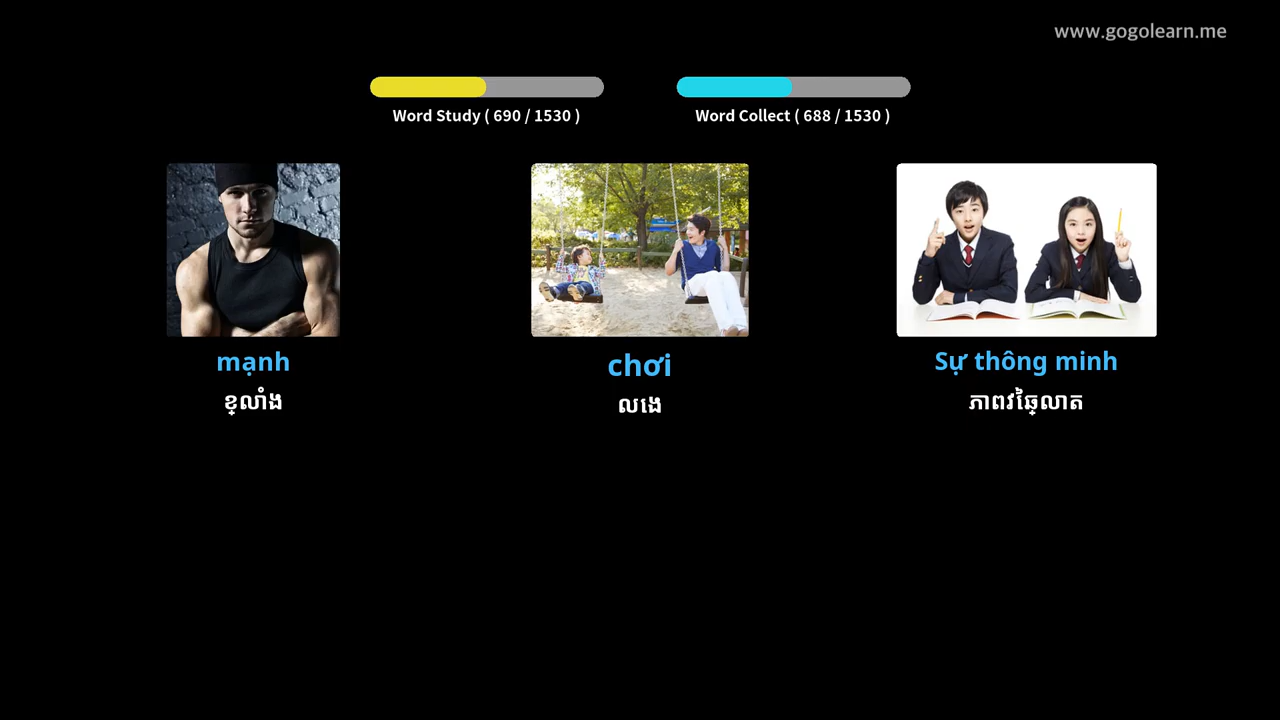 www.gogolearn.me
Word Study ( 690 / 1530 )
Word Collect ( 688 / 1530 )
mạnh
ខ្លាំង
chơi
លេង
Sự thông minh
ភាពវឆ្លៃាត